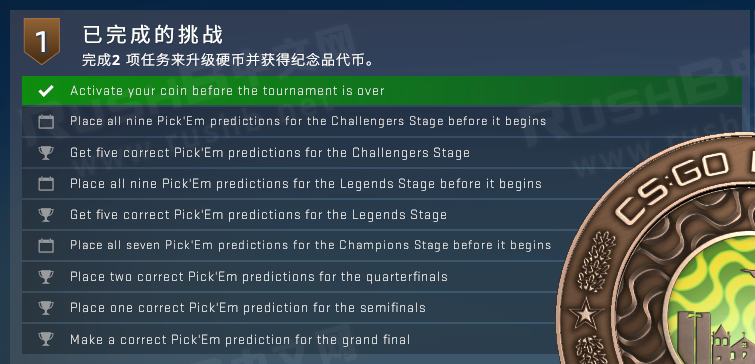 1
已完成的挑战
完成2 项任务来升级硬币并获得纪念品代币。
Activate your coin before the tournament is over
Place all nine Pick'Em predictions for the Challengers Stage before it begins
Get five correct Pick'Em predictions for the Challengers Stage
Place all nine Pick'Em predictions for the Legends Stage before it begins
Get five correct Pick'Em predictions for the Legends Stage
Place all seven Pick'Em predictions for the Champions Stage before it begins
Place two correct Pick'Em predictions for the quarterfinals
Place one correct Pick'Em prediction for the semifinals
Make a correct Pick'Em prediction for the grand final
CS:GO